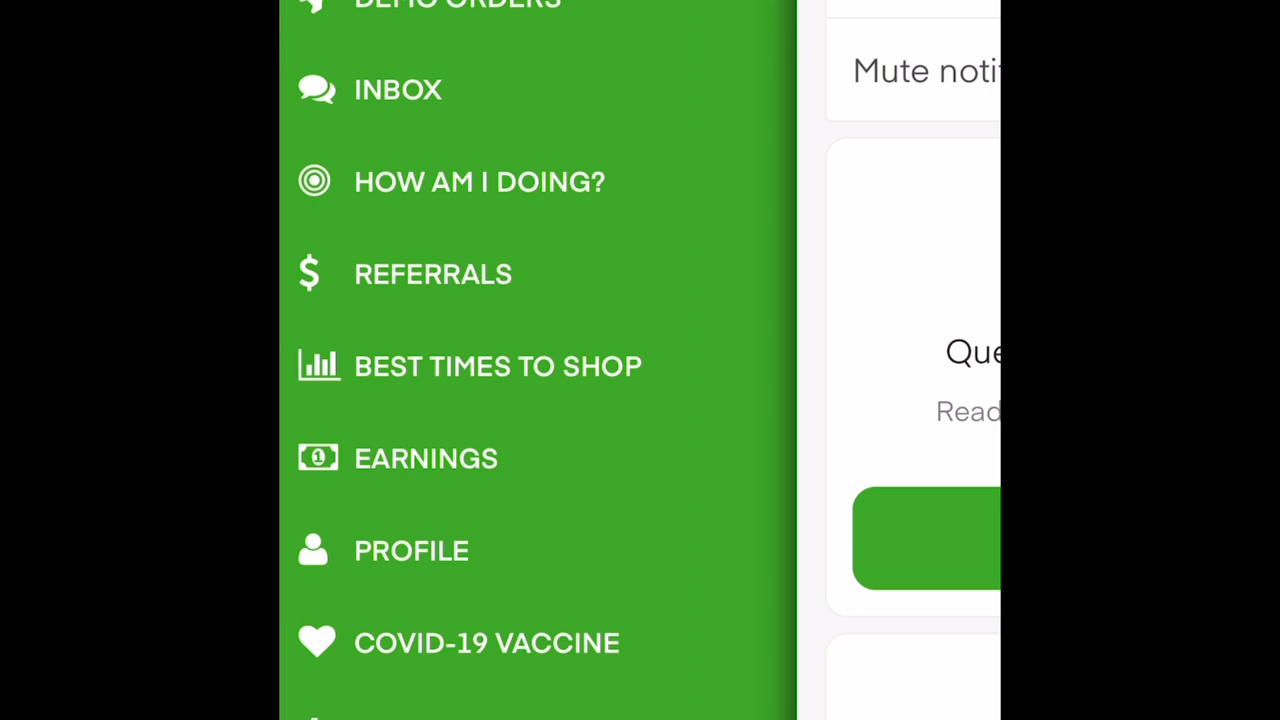 DEMO ORDERS
INBOX
HOW AM I DOING?
REFERRALS
BEST TIMES TO SHOP
EARNINGS
PROFILE
COVID-19 VACCINE
Mute noti
Que
Read